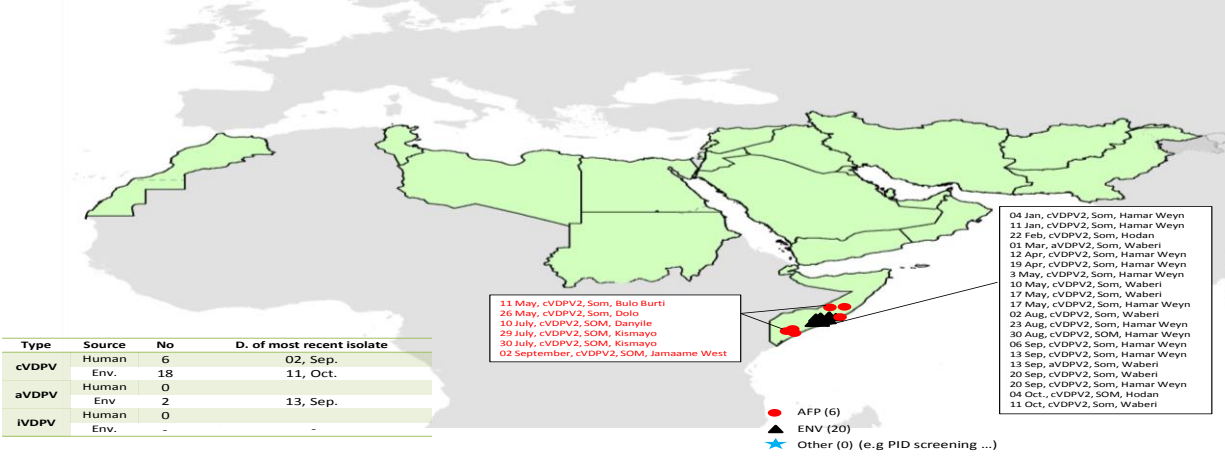 04 Jan, cVDPV2, Som, Hamar Weyn
11 Jan, cVDPV2, Som, Hamar Weyn
22 Feb, cVDPV2, Som, Hodan
01 Mar, aVDPV2, Som, Waberi
12 Apr, cVDPV2, Som, Hamar Weyn
19 Apr, cVDPV2, Som, Hamar Weyn
3 May, cVDPV2, Som, Hamar Weyn
10 May, cVDPV2, Som, Waberi
17 May, cVDPV2, Som, Waberi
17 May, cVDPV2, Som, Hamar Weyn
02 Aug, cVDPV2, Som, Waberi
23 Aug, cVDPV2, Som, Hamar Weyn
30 Aug, cVDPV2, SOM, Hamar Weyn
06 Sep, cVDPV2, Som, Hamar Weyn
13 Sep, cVDPV2, Som, Hamar Weyn
13 Sep, aVDPV2, Som, Waberi
20 Sep, cVDPV2, Som, Waberi
20 Sep, cVDPV2, Som, Hamar Weyn
04 Oct., cVDPV2, SOM, Hodan
11 Oct, cVDPV2, Som, Waberi
11 May, cVDPV2, Som, Bulo Burti
26 May, cVDPV2, Som, Dolo
10 July, cVDPV2, SOM, Danyile
29 July, cVDPV2, SOM, Kismayo
30 July, cVDPV2, SOM, Kismayo
02 September, cVDPV2, SOM, Jamaame West
Type Source No D. of most recent isolate
cVDPV Human 6 02, Sep.
Env. 18 11, Oct.
aVDPV Human 0
Env 2 13, Sep.
iVDPV Human 0
Env. - -
AFP (6)
ENV (20)
Other (0) (e.g PID screening ...)